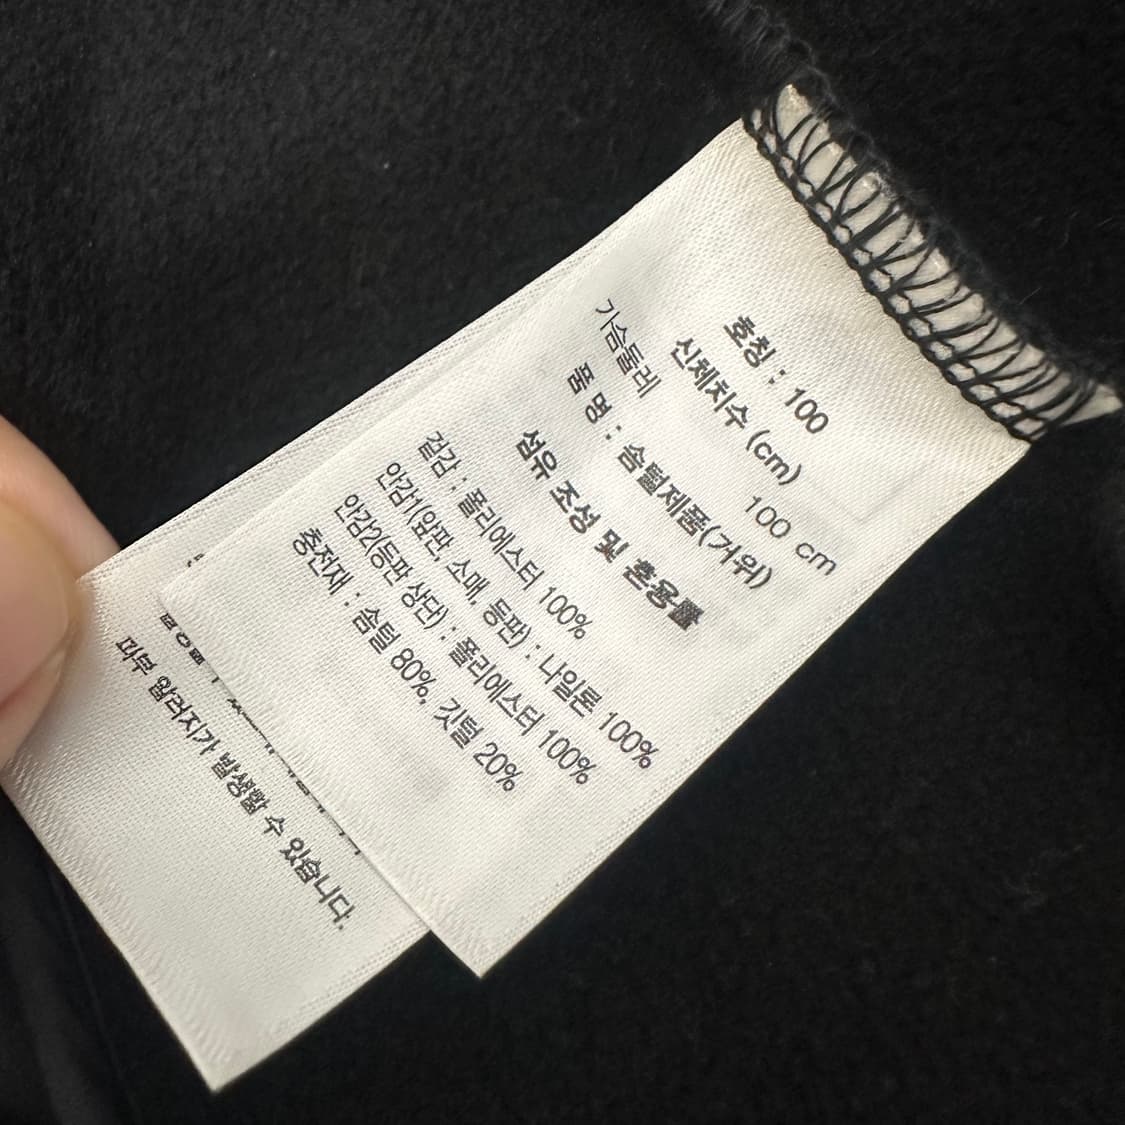 호칭 : 100
신체치수 (cm)
가슴둘레 100 cm
품 명 : 솜털제품(거위)
섬유 조성 및 혼용률
겉감 : 폴리에스터 100%
안감1(앞판, 소매, 등판) : 나일론 100%
안감2(등판 상단) : 폴리에스터 100%
충전재 : 솜털 80%, 깃털 20%
피부 알러지가 발생할 수 있습니다.